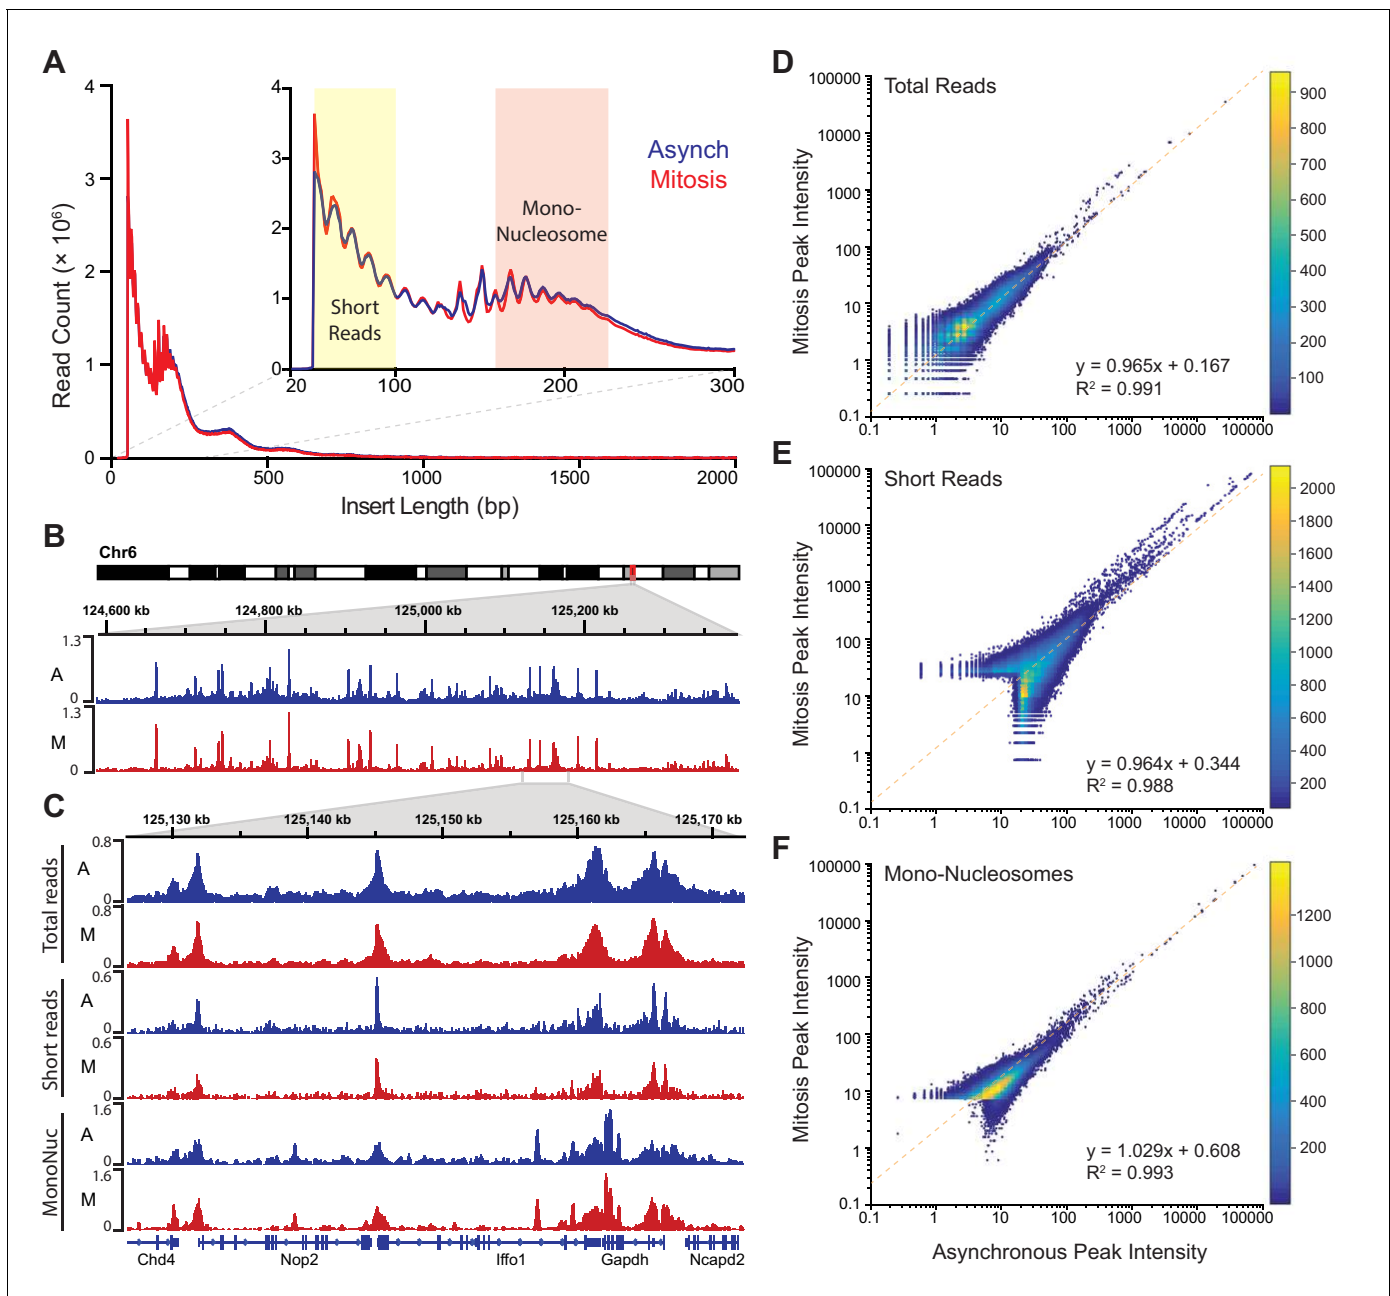 A
4
3
2
1
0
Read Count (× 10⁶)
0
500
1000
1500
2000
Insert Length (bp)
4
3
2
1
0
20
100
200
300
Short
Reads
Mono-
Nucleosome
Asynch
Mitosis
B
Chr6
124,600 kb
124,800 kb
125,000 kb
125,200 kb
1.3
A
0
1.3
M
0
C
125,130 kb
125,140 kb
125,150 kb
125,160 kb
125,170 kb
Total reads
0.8
A
0
0.8
M
0
Short reads
0.6
A
0
0.6
M
0
MonoNuc
1.6
A
0
1.6
M
0
Chd4
Nop2
Iffo1
Gapdh
Ncapd2
D
Total Reads
Mitosis Peak Intensity
100000
10000
1000
100
10
1
0.1
0.1
1
10
100
1000
10000
100000
y = 0.965x + 0.167
R² = 0.991
900
800
700
600
500
400
300
200
100
E
Short Reads
Mitosis Peak Intensity
100000
10000
1000
100
10
1
0.1
0.1
1
10
100
1000
10000
100000
y = 0.964x + 0.344
R² = 0.988
2000
1800
1600
1400
1200
1000
800
600
400
200
F
Mono-Nucleosomes
Mitosis Peak Intensity
100000
10000
1000
100
10
1
0.1
0.1
1
10
100
1000
10000
100000
y = 1.029x + 0.608
R² = 0.993
1200
1000
800
600
400
200
Asynchronous Peak Intensity